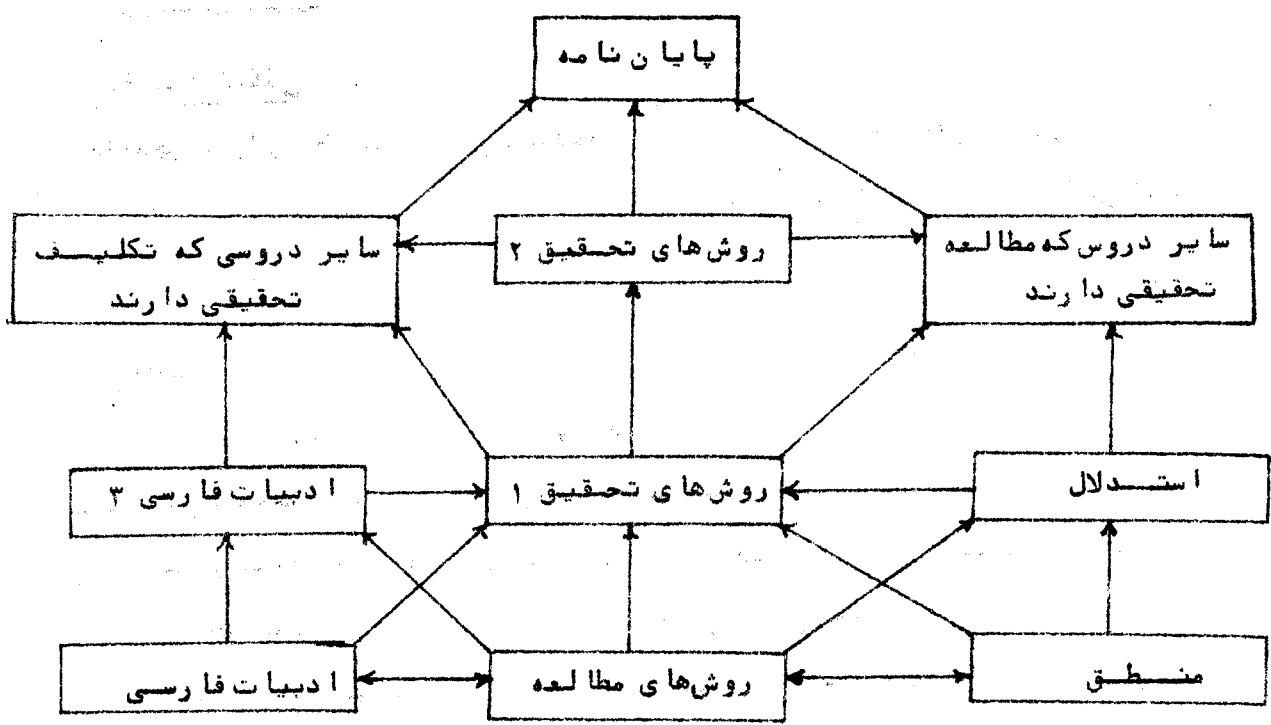 پایان نامه
سایر دروس که مطالعه
تحقیقی دارند
روش‌های تحقیق ۲
سایر دروسی که تکلیف
تحقیقی دارند
استدلال
روش‌های تحقیق ۱
ادبیات فارسی ۳
منطق
روش‌های مطالعه
ادبیات فارسی